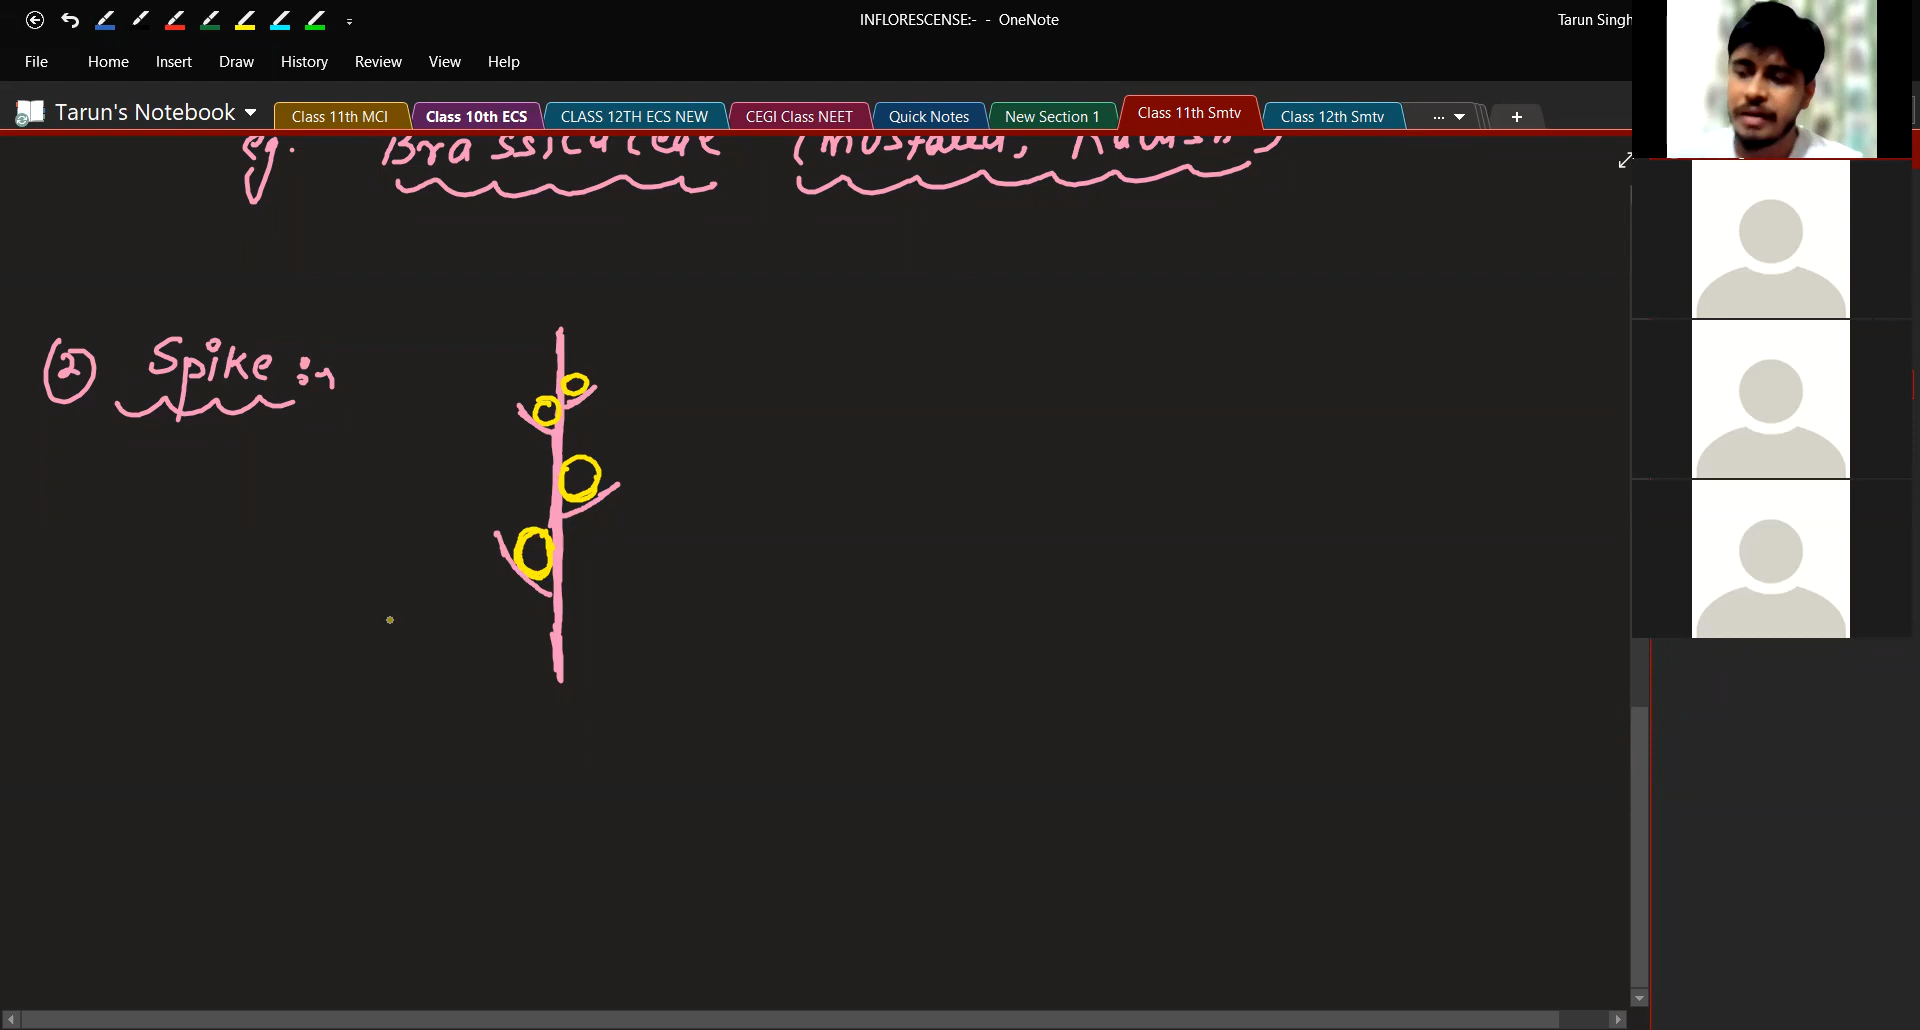 INFLORESCENSE:- - OneNote
Tarun Singh
File Home Insert Draw History Review View Help
Tarun's Notebook
Class 11th MCI Class 10th ECS CLASS 12TH ECS NEW CEGI Class NEET Quick Notes New Section 1 Class 11th Smtv Class 12th Smtv ... +
eg. Brassicaceae
② Spike :-